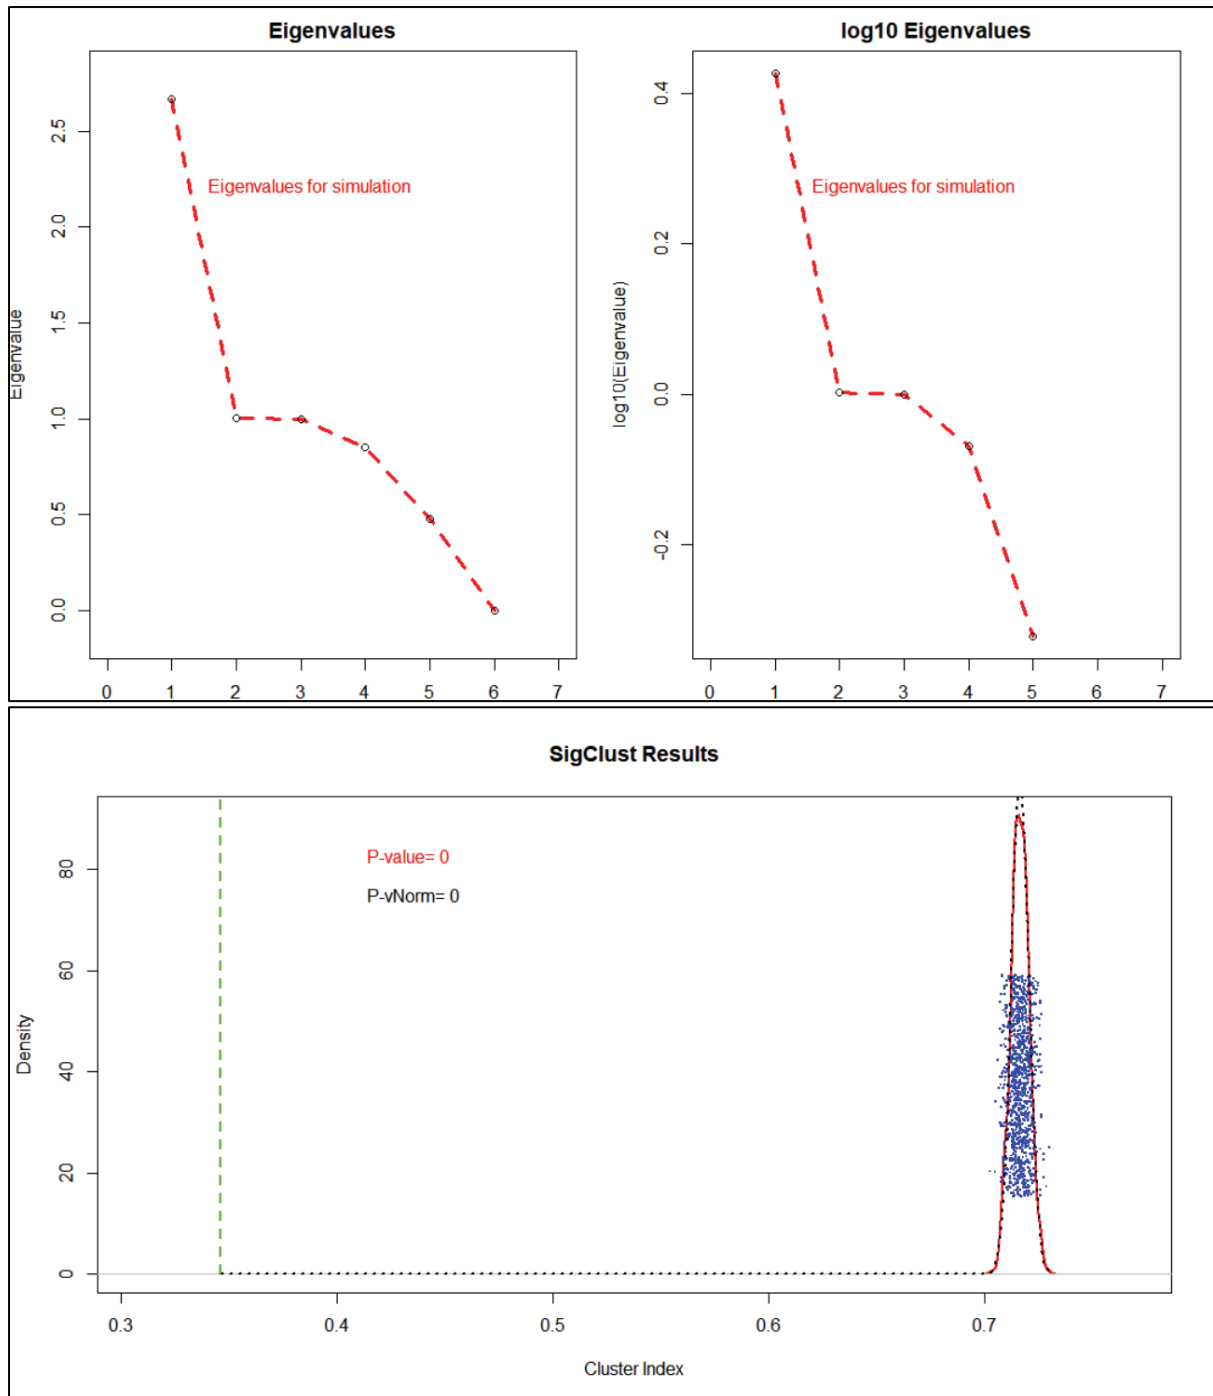 Eigenvalues
Eigenvalue
2.5
2.0
1.5
1.0
0.5
0.0
Eigenvalues for simulation
0 1 2 3 4 5 6 7
log10 Eigenvalues
log10(Eigenvalue)
0.4
0.2
0.0
-0.2
Eigenvalues for simulation
0 1 2 3 4 5 6 7
SigClust Results
Density
80
60
40
20
0
P-value= 0
P-vNorm= 0
0.3 0.4 0.5 0.6 0.7
Cluster Index